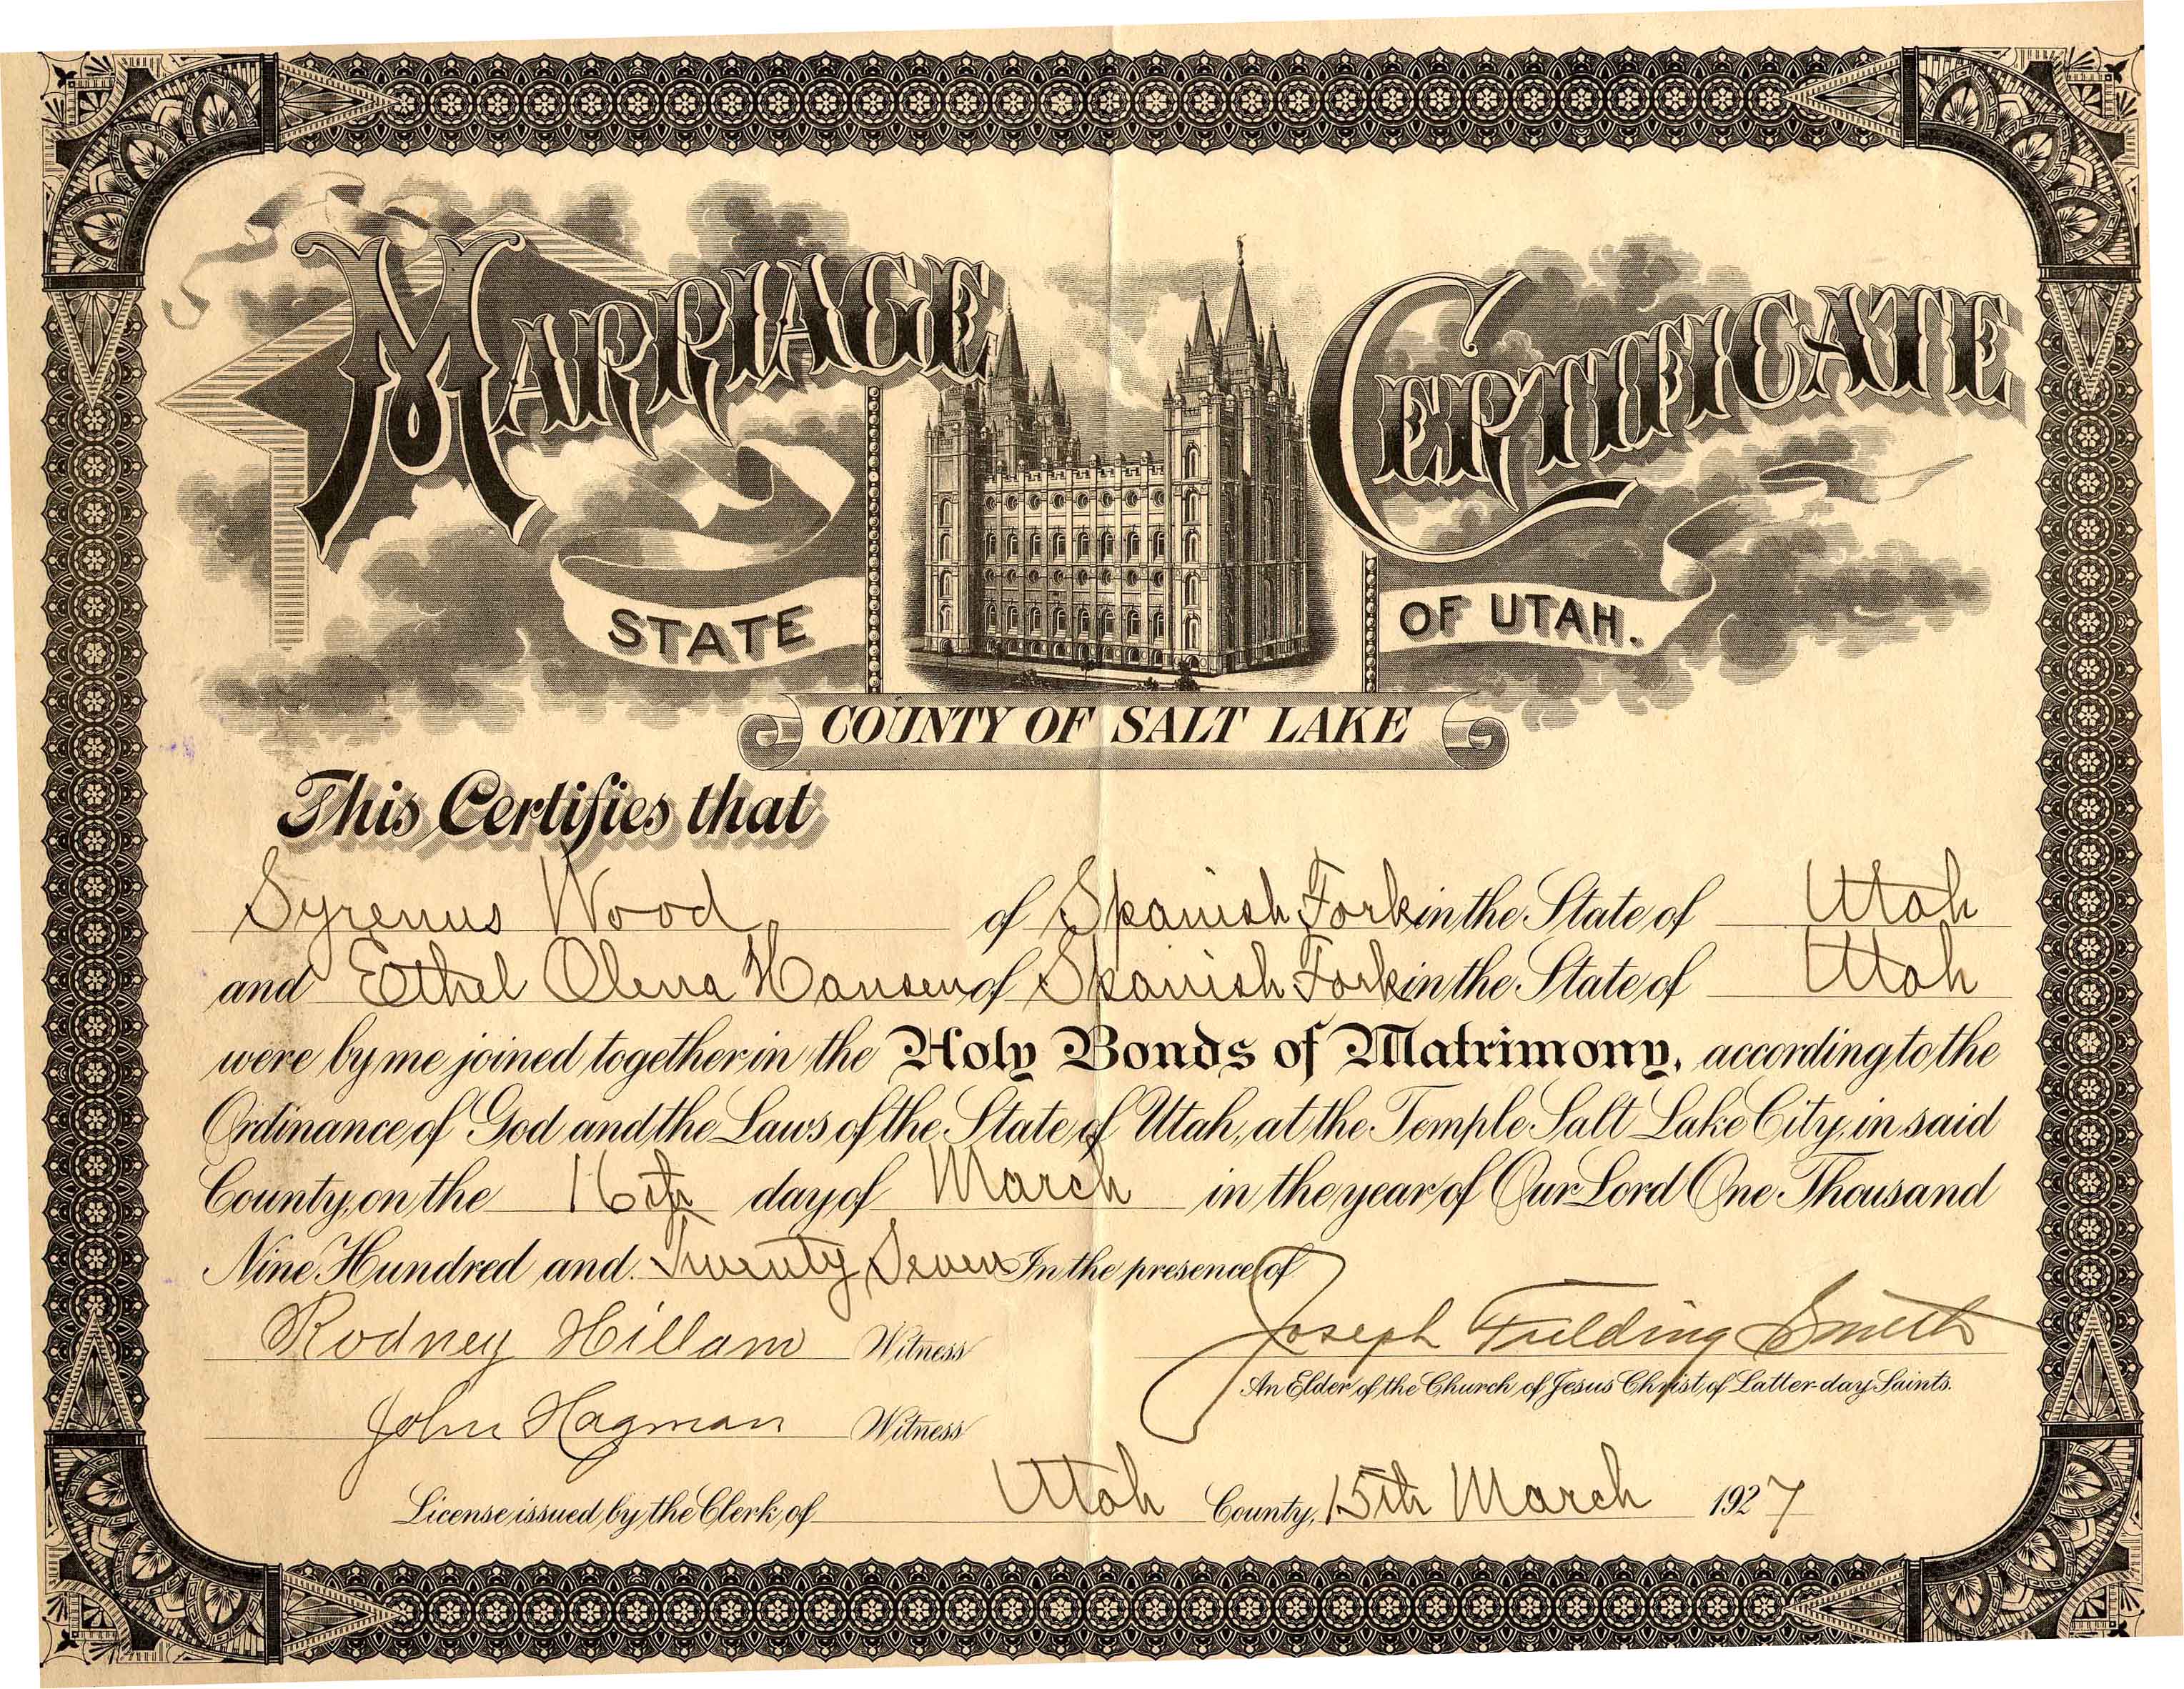 MARRIAGE CERTIFICATE
STATE OF UTAH.
COUNTY OF SALT LAKE
This Certifies that
Syrenus Wood of Spanish Fork in the State of Utah
and Ethel Olena Hansen of Spanish Fork in the State of Utah
were by me joined together in the Holy Bonds of Matrimony, according to the
Ordinance of God and the Laws of the State of Utah, at the Temple Salt Lake City, in said
County, on the 16th day of March in the year of Our Lord One Thousand
Nine Hundred and Twenty Seven In the presence of
Rodney Hillam Witness Joseph Fielding Smith
An Elder of the Church of Jesus Christ, of Latter-day Saints.
John Hagman Witness
License issued by the Clerk of Utah County, 15th March 1927